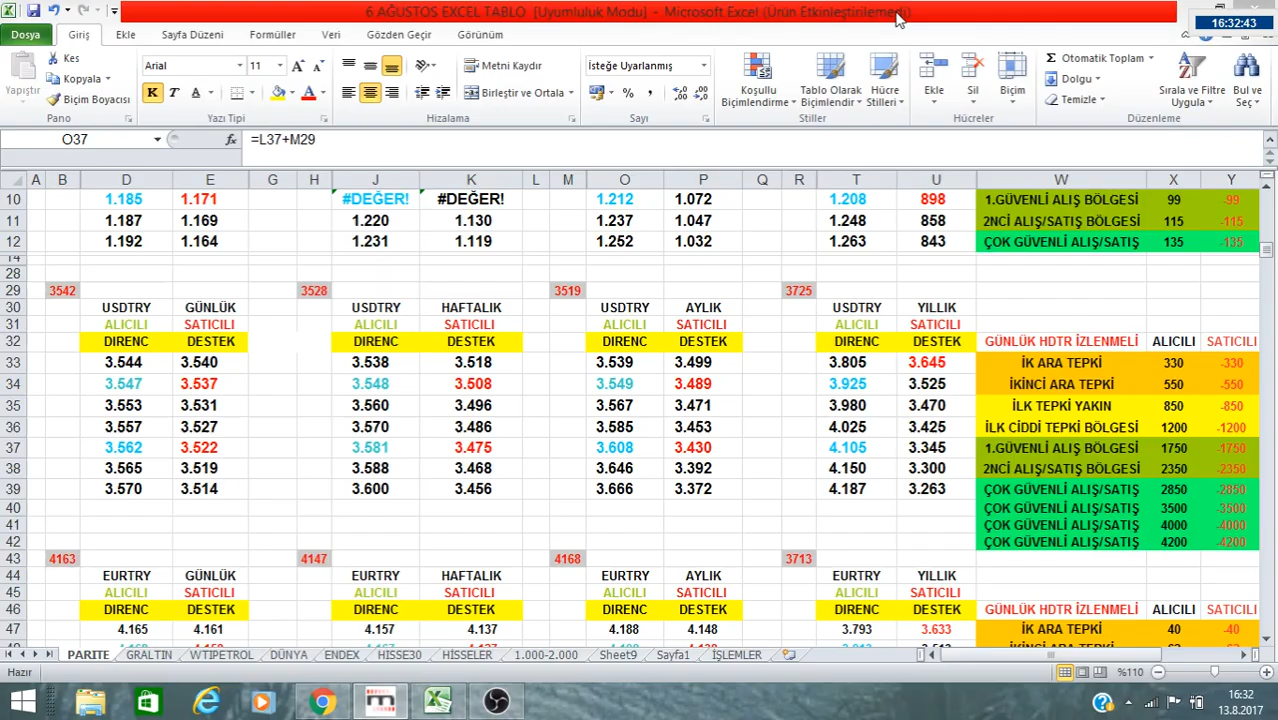 6 AĞUSTOS EXCEL TABLO [Uyumluluk Modu] - Microsoft Excel (Ürün Etkinleştirilemedi)
16:32:43
Dosya Giriş Ekle Sayfa Düzeni Formüller Veri Gözden Geçir Görünüm
Yapıştır
Kes
Kopyala
Biçim Boyacısı
Pano
Arial 11
K T A
Yazı Tipi
Metni Kaydır
Birleştir ve Ortala
Hizalama
İsteğe Uyarlanmış
Sayı
Koşullu Biçimlendirme
Tablo Olarak Biçimlendir
Hücre Stilleri
Stiller
Ekle Sil Biçim
Hücreler
Σ Otomatik Toplam
Dolgu
Temizle
Sırala ve Filtre Uygula
Bul ve Seç
Düzenleme
O37 fx =L37+M29
A B D E G H J K L M O P Q R T U W X Y
10 1.185 1.171 #DEĞER! #DEĞER! 1.212 1.072 1.208 898 1.GÜVENLİ ALIŞ BÖLGESİ 99 -99
11 1.187 1.169 1.220 1.130 1.237 1.047 1.248 858 2NCİ ALIŞ/SATIŞ BÖLGESİ 115 -115
12 1.192 1.164 1.231 1.119 1.252 1.032 1.263 843 ÇOK GÜVENLİ ALIŞ/SATIŞ 135 -135
14
28
29 3542 3528 3519 3725
30 USDTRY GÜNLÜK USDTRY HAFTALIK USDTRY AYLIK USDTRY YILLIK
31 ALICILI SATICILI ALICILI SATICILI ALICILI SATICILI ALICILI SATICILI
32 DIRENC DESTEK DIRENC DESTEK DIRENC DESTEK DIRENC DESTEK GÜNLÜK HDTR İZLENMELİ ALICILI SATICILI
33 3.544 3.540 3.538 3.518 3.539 3.499 3.805 3.645 İK ARA TEPKİ 330 -330
34 3.547 3.537 3.548 3.508 3.549 3.489 3.925 3.525 İKİNCİ ARA TEPKİ 550 -550
35 3.553 3.531 3.560 3.496 3.567 3.471 3.980 3.470 İLK TEPKİ YAKIN 850 -850
36 3.557 3.527 3.570 3.486 3.585 3.453 4.025 3.425 İLK CİDDİ TEPKİ BÖLGESİ 1200 -1200
37 3.562 3.522 3.581 3.475 3.608 3.430 4.105 3.345 1.GÜVENLİ ALIŞ BÖLGESİ 1750 -1750
38 3.565 3.519 3.588 3.468 3.646 3.392 4.150 3.300 2NCİ ALIŞ/SATIŞ BÖLGESİ 2350 -2350
39 3.570 3.514 3.600 3.456 3.666 3.372 4.187 3.263 ÇOK GÜVENLİ ALIŞ/SATIŞ 2850 -2850
40 ÇOK GÜVENLİ ALIŞ/SATIŞ 3500 -3500
41 ÇOK GÜVENLİ ALIŞ/SATIŞ 4000 -4000
42 ÇOK GÜVENLİ ALIŞ/SATIŞ 4200 -4200
43 4163 4147 4168 3713
44 EURTRY GÜNLÜK EURTRY HAFTALIK EURTRY AYLIK EURTRY YILLIK
45 ALICILI SATICILI ALICILI SATICILI ALICILI SATICILI ALICILI SATICILI
46 DIRENC DESTEK DIRENC DESTEK DIRENC DESTEK DIRENC DESTEK GÜNLÜK HDTR İZLENMELİ ALICILI SATICILI
47 4.165 4.161 4.157 4.137 4.188 4.148 3.793 3.633 İK ARA TEPKİ 40 -40
PARITE GRALTIN WTIPETROL DÜNYA ENDEX HİSSE30 HİSSELER 1.000-2.000 Sheet9 Sayfa1 İŞLEMLER
Hazır %110
16:32
13.8.2017